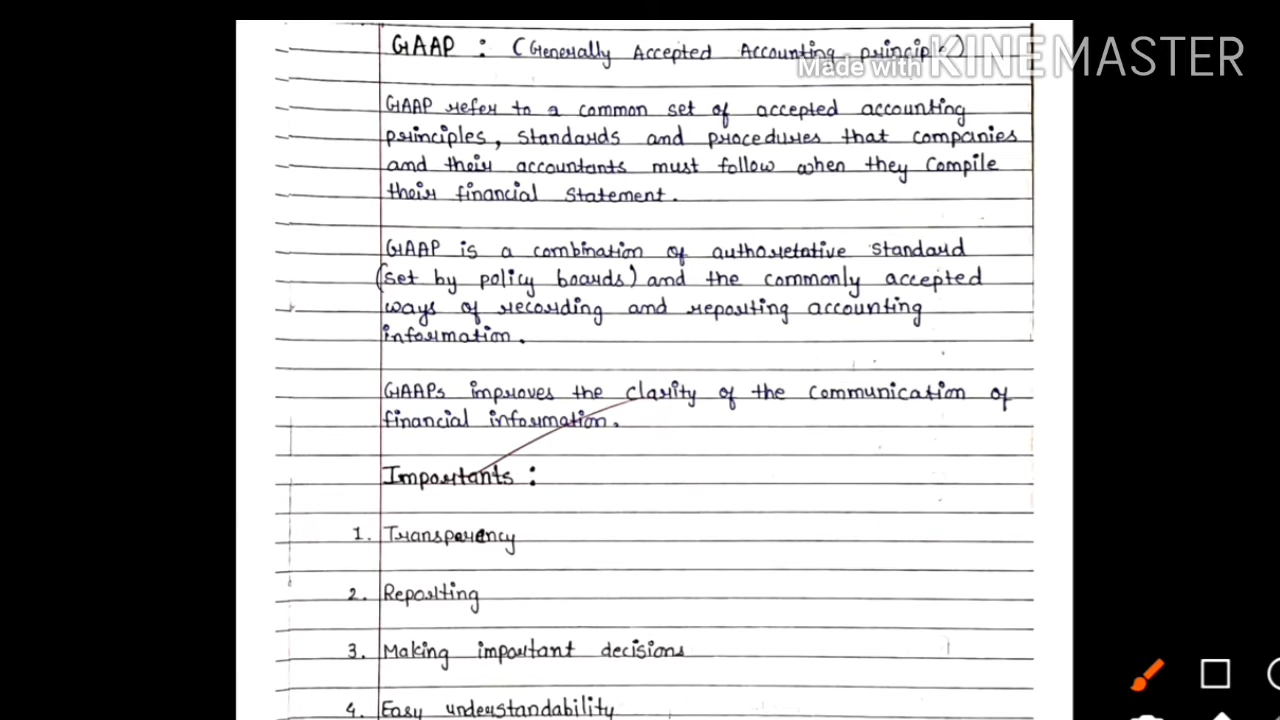 GAAP : (Generally Accepted Accounting principle)
Made with KINEMASTER
GAAP refer to a common set of accepted accounting
principles, standards and procedures that companies
and their accountants must follow when they compile
their financial statement.
GAAP is a combination of authoretative standard
(set by policy boards) and the commonly accepted
ways of recording and reporting accounting
information.
GAAPs improves the clarity of the communication of
financial information.
Importants :
1. Transperency
2. Reporting
3. Making important decisions
4. Easy understandability